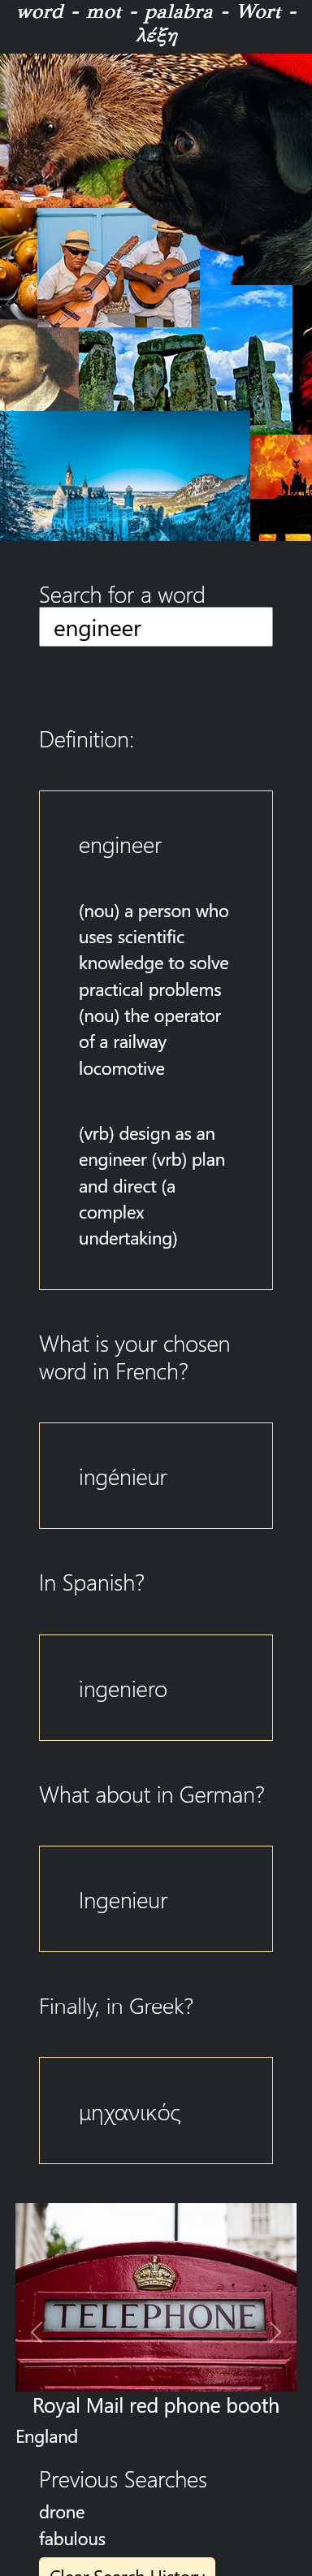 word - mot - palabra - Wort -
λέξη
Search for a word
engineer
Definition:
engineer
(nou) a person who
uses scientific
knowledge to solve
practical problems
(nou) the operator
of a railway
locomotive
(vrb) design as an
engineer (vrb) plan
and direct (a
complex
undertaking)
What is your chosen
word in French?
ingénieur
In Spanish?
ingeniero
What about in German?
Ingenieur
Finally, in Greek?
μηχανικός
TELEPHONE
Royal Mail red phone booth
England
Previous Searches
drone
fabulous
Clear Search History